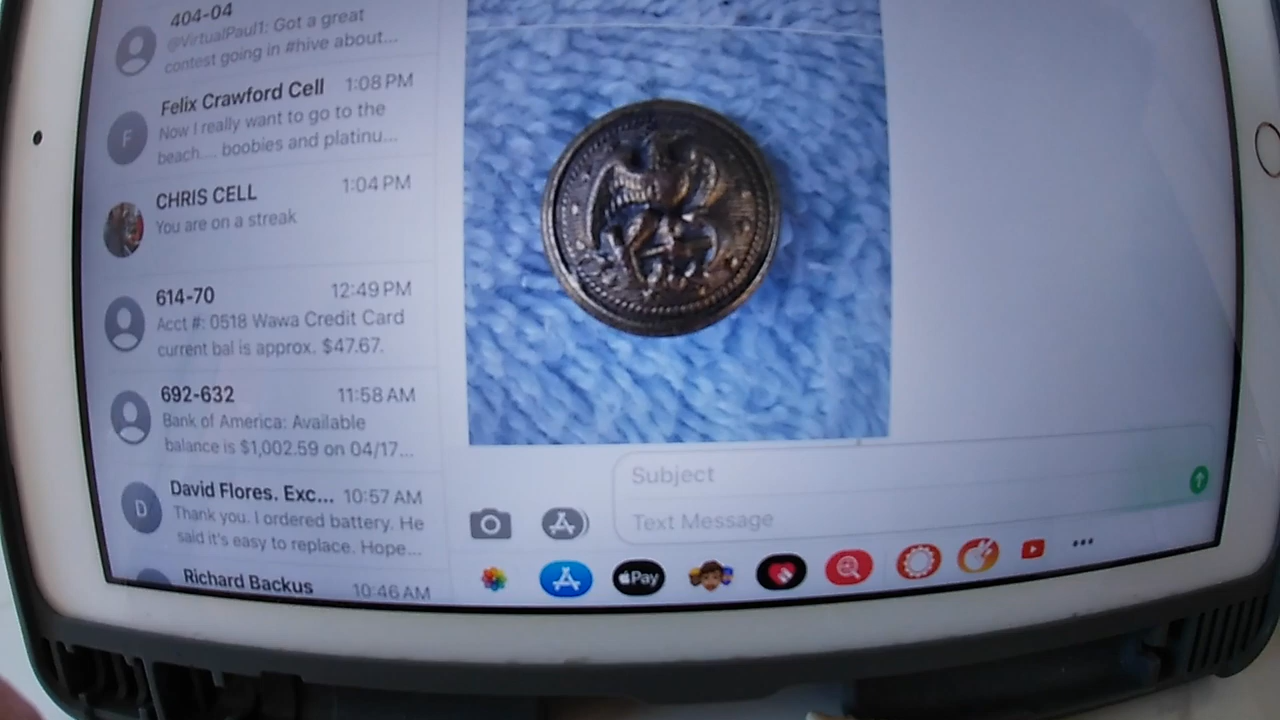 404-04
@VirtualPaul1: Got a great
contest going in #hive about...
Felix Crawford Cell 1:08 PM
Now I really want to go to the
beach.... boobies and platinu...
CHRIS CELL 1:04 PM
You are on a streak
614-70 12:49 PM
Acct #: 0518 Wawa Credit Card
current bal is approx. $47.67.
692-632 11:58 AM
Bank of America: Available
balance is $1,002.59 on 04/17...
D
David Flores. Exc... 10:57 AM
Thank you. I ordered battery. He
said it's easy to replace. Hope...
Richard Backus 10:46 AM
F
Subject
Text Message
Pay